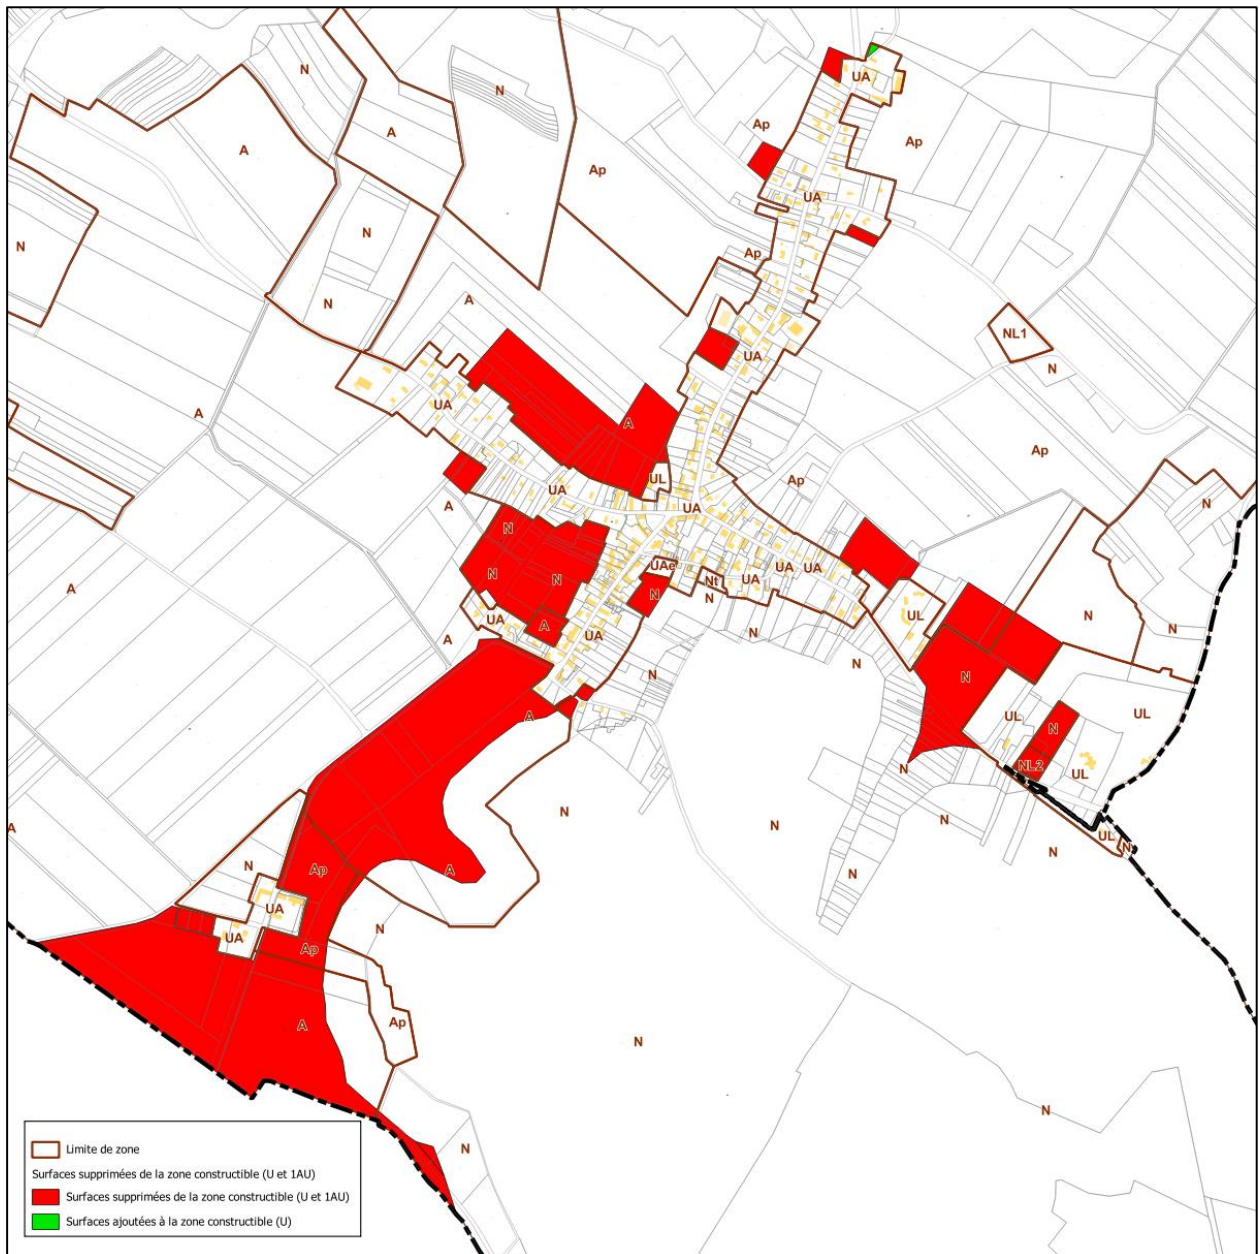 UA
N
N
Ap
A
Ap
A
Ap
UA
N
N
Ap
N
A
NL1
UA
N
UA
A
A
Ap
UL
Ap
UA
N
A
UA
N
N
N
UAe
UA
UA
UA
Nt
A
N
N
N
N
UL
UA
A
UA
N
N
A
N
N
N
UL
A
UL
N
NL2
N
UL
N
N
N
A
UL
N
N
N
Ap
A
N
UA
N
UA
Ap
A
Ap
N
N
N
Limite de zone
Surfaces supprimées de la zone constructible (U et 1AU)
Surfaces supprimées de la zone constructible (U et 1AU)
Surfaces ajoutées à la zone constructible (U)